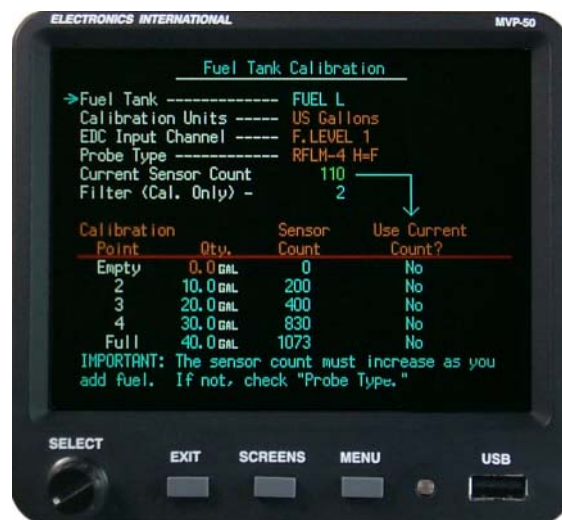 ELECTRONICS INTERNATIONAL MVP-50
Fuel Tank Calibration
→Fuel Tank -------------- FUEL L
Calibration Units ----- US Gallons
EDC Input Channel ----- F.LEVEL 1
Probe Type ------------- RFLM-4 H=F
Current Sensor Count 110
Filter (Cal. Only) - 2
Calibration Sensor Use Current
Point Qty. Count Count?
Empty 0.0 GAL 0 No
2 10.0 GAL 200 No
3 20.0 GAL 400 No
4 30.0 GAL 830 No
Full 40.0 GAL 1073 No
IMPORTANT: The sensor count must increase as you
add fuel. If not, check "Probe Type."
SELECT EXIT SCREENS MENU USB